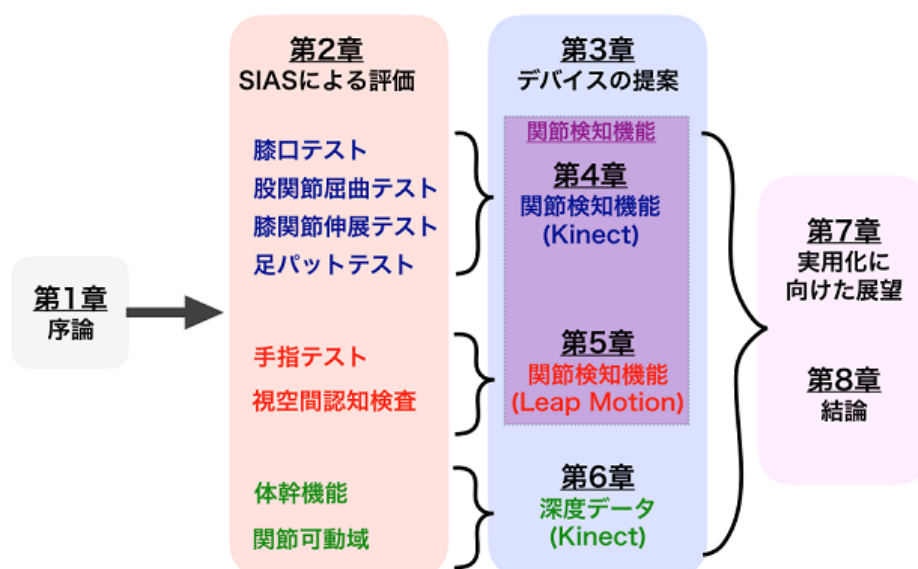 第1章
序論
第2章
SIASによる評価
膝口テスト
股関節屈曲テスト
膝関節伸展テスト
足パットテスト
手指テスト
視空間認知検査
体幹機能
関節可動域
第3章
デバイスの提案
関節検知機能
第4章
関節検知機能
(Kinect)
第5章
関節検知機能
(Leap Motion)
第6章
深度データ
(Kinect)
第7章
実用化に
向けた展望
第8章
結論